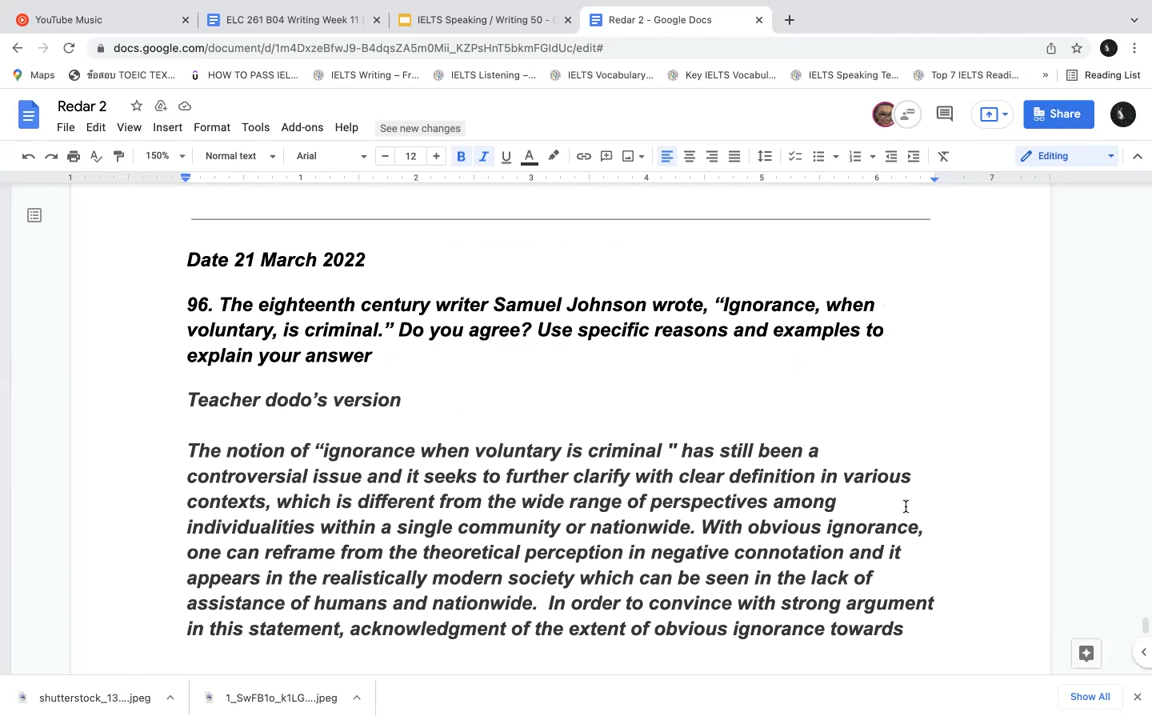 YouTube Music
ELC 261 B04 Writing Week 11
IELTS Speaking / Writing 50 -
Redar 2 - Google Docs
docs.google.com/document/d/1m4DxzeBfwJ9-B4dqsZA5m0Mii_KZPsHnT5bkmFGIdUc/edit#
Maps
ข้อสอบ TOEIC TEX...
HOW TO PASS IEL...
IELTS Writing – Fr...
IELTS Listening –...
IELTS Vocabulary...
Key IELTS Vocabul...
IELTS Speaking Te...
Top 7 IELTS Readi...
»
Reading List
Redar 2
Share
File Edit View Insert Format Tools Add-ons Help See new changes
150% Normal text Arial - 12 + B I U A Editing
1 1 2 3 4 5 6 7
Date 21 March 2022
96. The eighteenth century writer Samuel Johnson wrote, “Ignorance, when
voluntary, is criminal.” Do you agree? Use specific reasons and examples to
explain your answer
Teacher dodo’s version
The notion of “ignorance when voluntary is criminal " has still been a
controversial issue and it seeks to further clarify with clear definition in various
contexts, which is different from the wide range of perspectives among
individualities within a single community or nationwide. With obvious ignorance,
one can reframe from the theoretical perception in negative connotation and it
appears in the realistically modern society which can be seen in the lack of
assistance of humans and nationwide.  In order to convince with strong argument
in this statement, acknowledgment of the extent of obvious ignorance towards
shutterstock_13....jpeg
1_SwFB1o_k1LG....jpeg
Show All